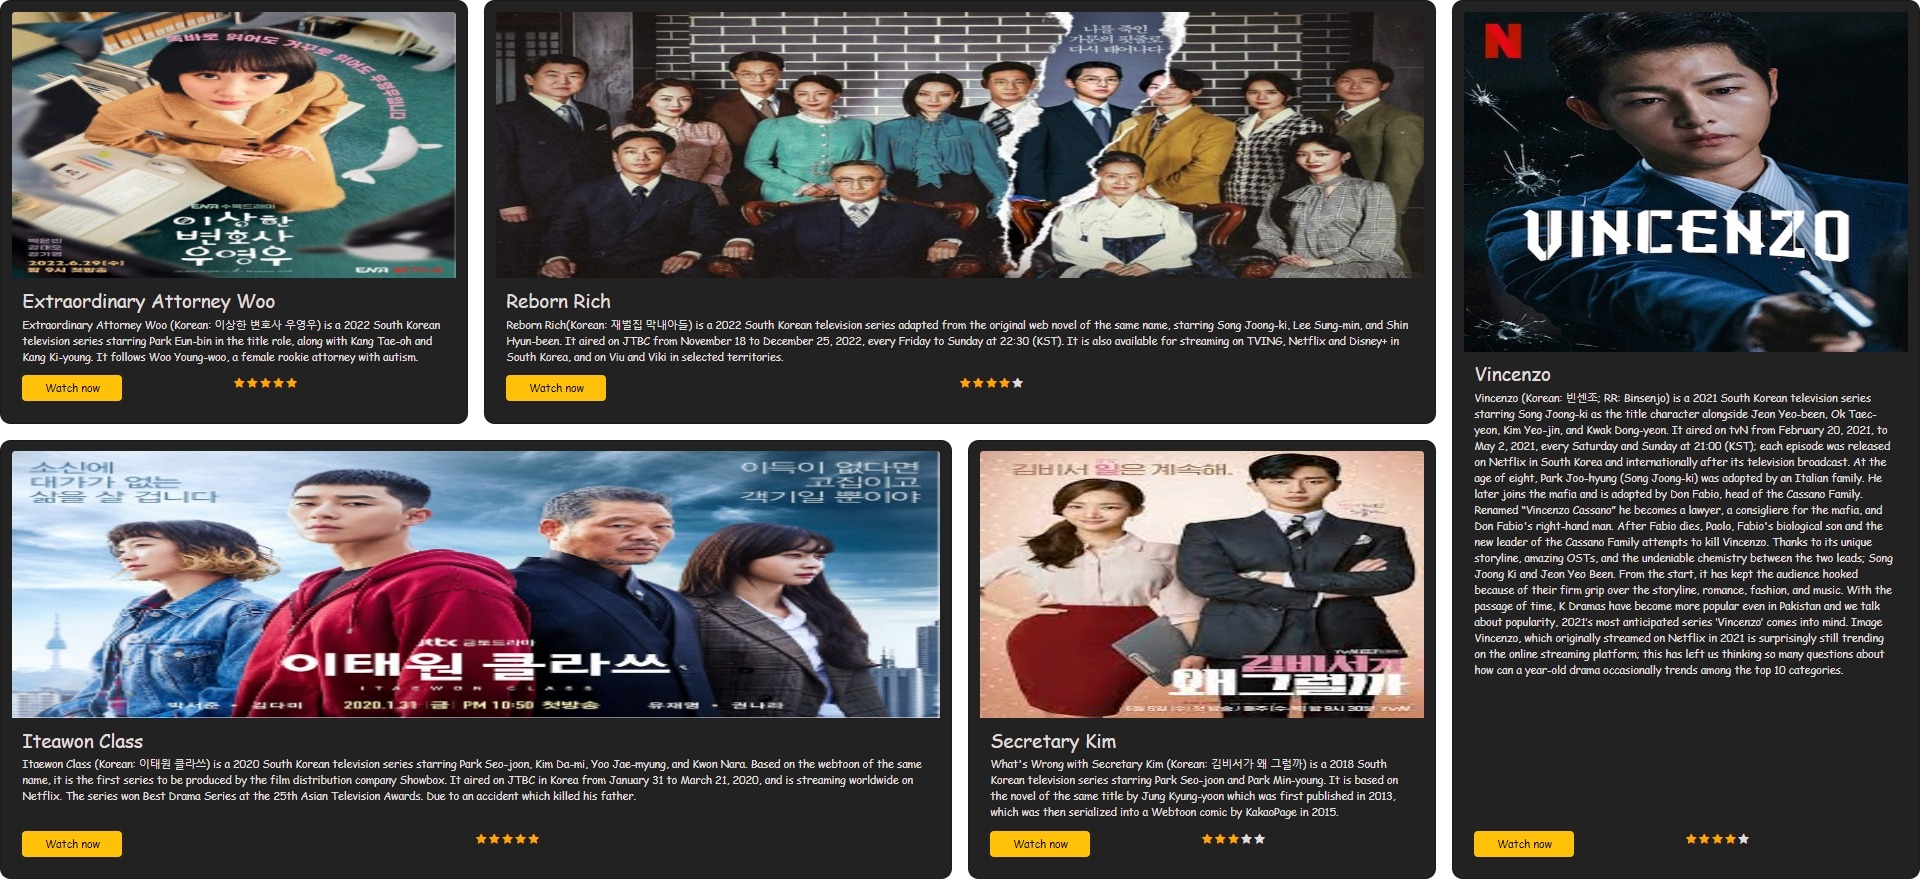 똑바로 읽어도 거꾸로 읽어도 우영우입니다
ENA 수목드라마
이상한
변호사
우영우
2022.6.29(수)
밤 9시 첫방송
ENA NETFLIX
Extraordinary Attorney Woo
Extraordinary Attorney Woo (Korean: 이상한 변호사 우영우) is a 2022 South Korean
television series starring Park Eun-bin in the title role, along with Kang Tae-oh and
Kang Ki-young. It follows Woo Young-woo, a female rookie attorney with autism.
Watch now
나를 죽인
가문의 핏줄로
다시 태어나다
Reborn Rich
Reborn Rich(Korean: 재벌집 막내아들) is a 2022 South Korean television series adapted from the original web novel of the same name, starring Song Joong-ki, Lee Sung-min, and Shin
Hyun-been. It aired on JTBC from November 18 to December 25, 2022, every Friday to Sunday at 22:30 (KST). It is also available for streaming on TVING, Netflix and Disney+ in
South Korea, and on Viu and Viki in selected territories.
Watch now
N
VINCENZO
Vincenzo
Vincenzo (Korean: 빈센조; RR: Binsenjo) is a 2021 South Korean television series
starring Song Joong-ki as the title character alongside Jeon Yeo-been, Ok Taec-
yeon, Kim Yeo-jin, and Kwak Dong-yeon. It aired on tvN from February 20, 2021, to
May 2, 2021, every Saturday and Sunday at 21:00 (KST); each episode was released
on Netflix in South Korea and internationally after its television broadcast. At the
age of eight, Park Joo-hyung (Song Joong-ki) was adopted by an Italian family. He
later joins the mafia and is adopted by Don Fabio, head of the Cassano Family.
Renamed "Vincenzo Cassano" he becomes a lawyer, a consigliere for the mafia, and
Don Fabio's right-hand man. After Fabio dies, Paolo, Fabio's biological son and the
new leader of the Cassano Family attempts to kill Vincenzo. Thanks to its unique
storyline, amazing OSTs, and the undeniable chemistry between the two leads; Song
Joong Ki and Jeon Yeo Been. From the start, it has kept the audience hooked
because of their firm grip over the storyline, romance, fashion, and music. With the
passage of time, K Dramas have become more popular even in Pakistan and we talk
about popularity, 2021's most anticipated series 'Vincenzo' comes into mind. Image
Vincenzo, which originally streamed on Netflix in 2021 is surprisingly still trending
on the online streaming platform; this has left us thinking so many questions about
how can a year-old drama occasionally trends among the top 10 categories.
Watch now
소신에
대가가 없는
삶을 살 겁니다
이득이 없다면
고집이고
객기일 뿐이야
jtbc 금토드라마
이태원 클라쓰
ITAEWON CLASS
박서준 • 김다미 2020.1.31 금 PM 10:50 첫방송 유재명 • 권나라
Iteawon Class
Itaewon Class (Korean: 이태원 클라쓰) is a 2020 South Korean television series starring Park Seo-joon, Kim Da-mi, Yoo Jae-myung, and Kwon Nara. Based on the webtoon of the same
name, it is the first series to be produced by the film distribution company Showbox. It aired on JTBC in Korea from January 31 to March 21, 2020, and is streaming worldwide on
Netflix. The series won Best Drama Series at the 25th Asian Television Awards. Due to an accident which killed his father.
Watch now
김비서 일은 계속해.
김비서가
왜그럴까
6월 6일 (수) 첫 방송 / 매주 [수·목] 밤 9시 30분 tvN
Secretary Kim
What's Wrong with Secretary Kim (Korean: 김비서가 왜 그럴까) is a 2018 South
Korean television series starring Park Seo-joon and Park Min-young. It is based on
the novel of the same title by Jung Kyung-yoon which was first published in 2013,
which was then serialized into a Webtoon comic by KakaoPage in 2015.
Watch now